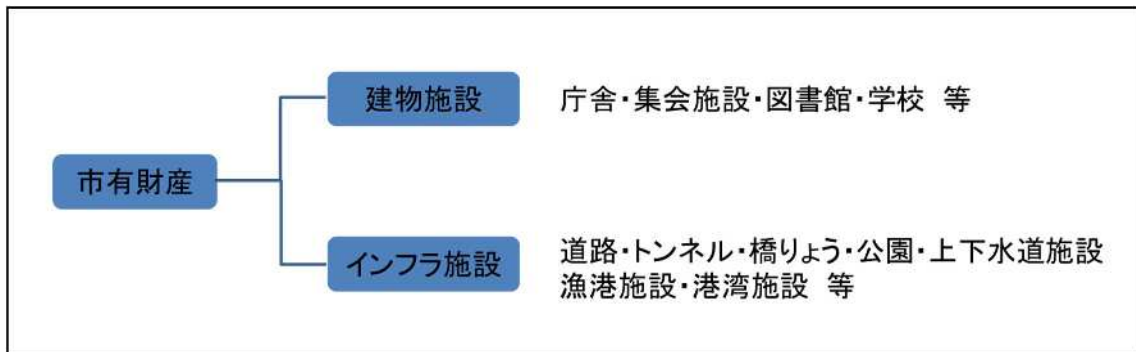 建物施設
庁舎・集会施設・図書館・学校 等
市有財産
インフラ施設
道路・トンネル・橋りょう・公園・上下水道施設
漁港施設・港湾施設 等